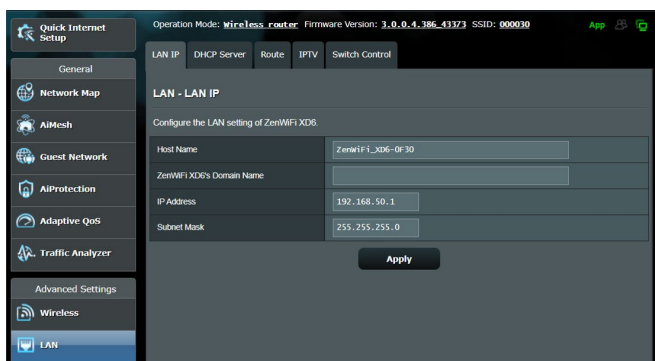 Quick Internet
Setup
Operation Mode: Wireless router Firmware Version: 3.0.0.4.386_43373 SSID: 000030
App
LAN IP DHCP Server Route IPTV Switch Control
General
Network Map
AiMesh
Guest Network
AiProtection
Adaptive QoS
Traffic Analyzer
Advanced Settings
Wireless
LAN
LAN - LAN IP
Configure the LAN setting of ZenWiFi XD6.
Host Name ZenWiFi_XD6-0F30
ZenWiFi XD6's Domain Name
IP Address 192.168.50.1
Subnet Mask 255.255.255.0
Apply